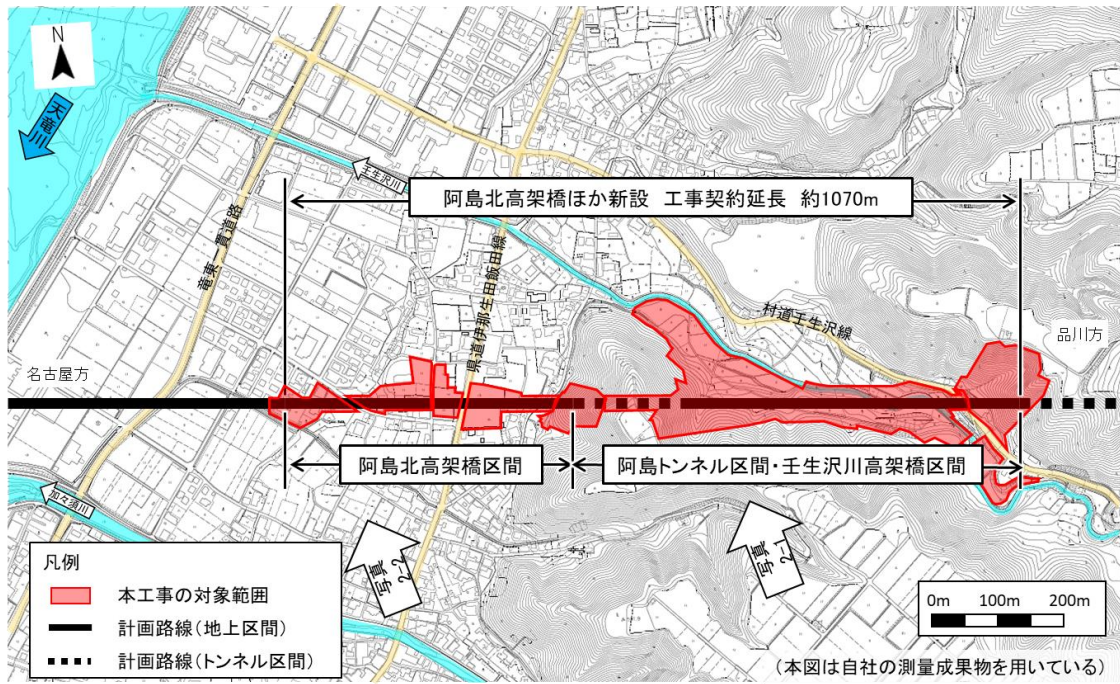 N
天竜川
壬生沢川
阿島北高架橋ほか新設 工事契約延長 約1070m
竜東一貫道路
県道伊那生田飯田線
村道壬生沢線
品川方
名古屋方
阿島北高架橋区間
阿島トンネル区間・壬生沢川高架橋区間
加々須川
写真
2-2
写真
2-1
凡例
本工事の対象範囲
計画路線(地上区間)
計画路線(トンネル区間)
0m 100m 200m
(本図は自社の測量成果物を用いている)